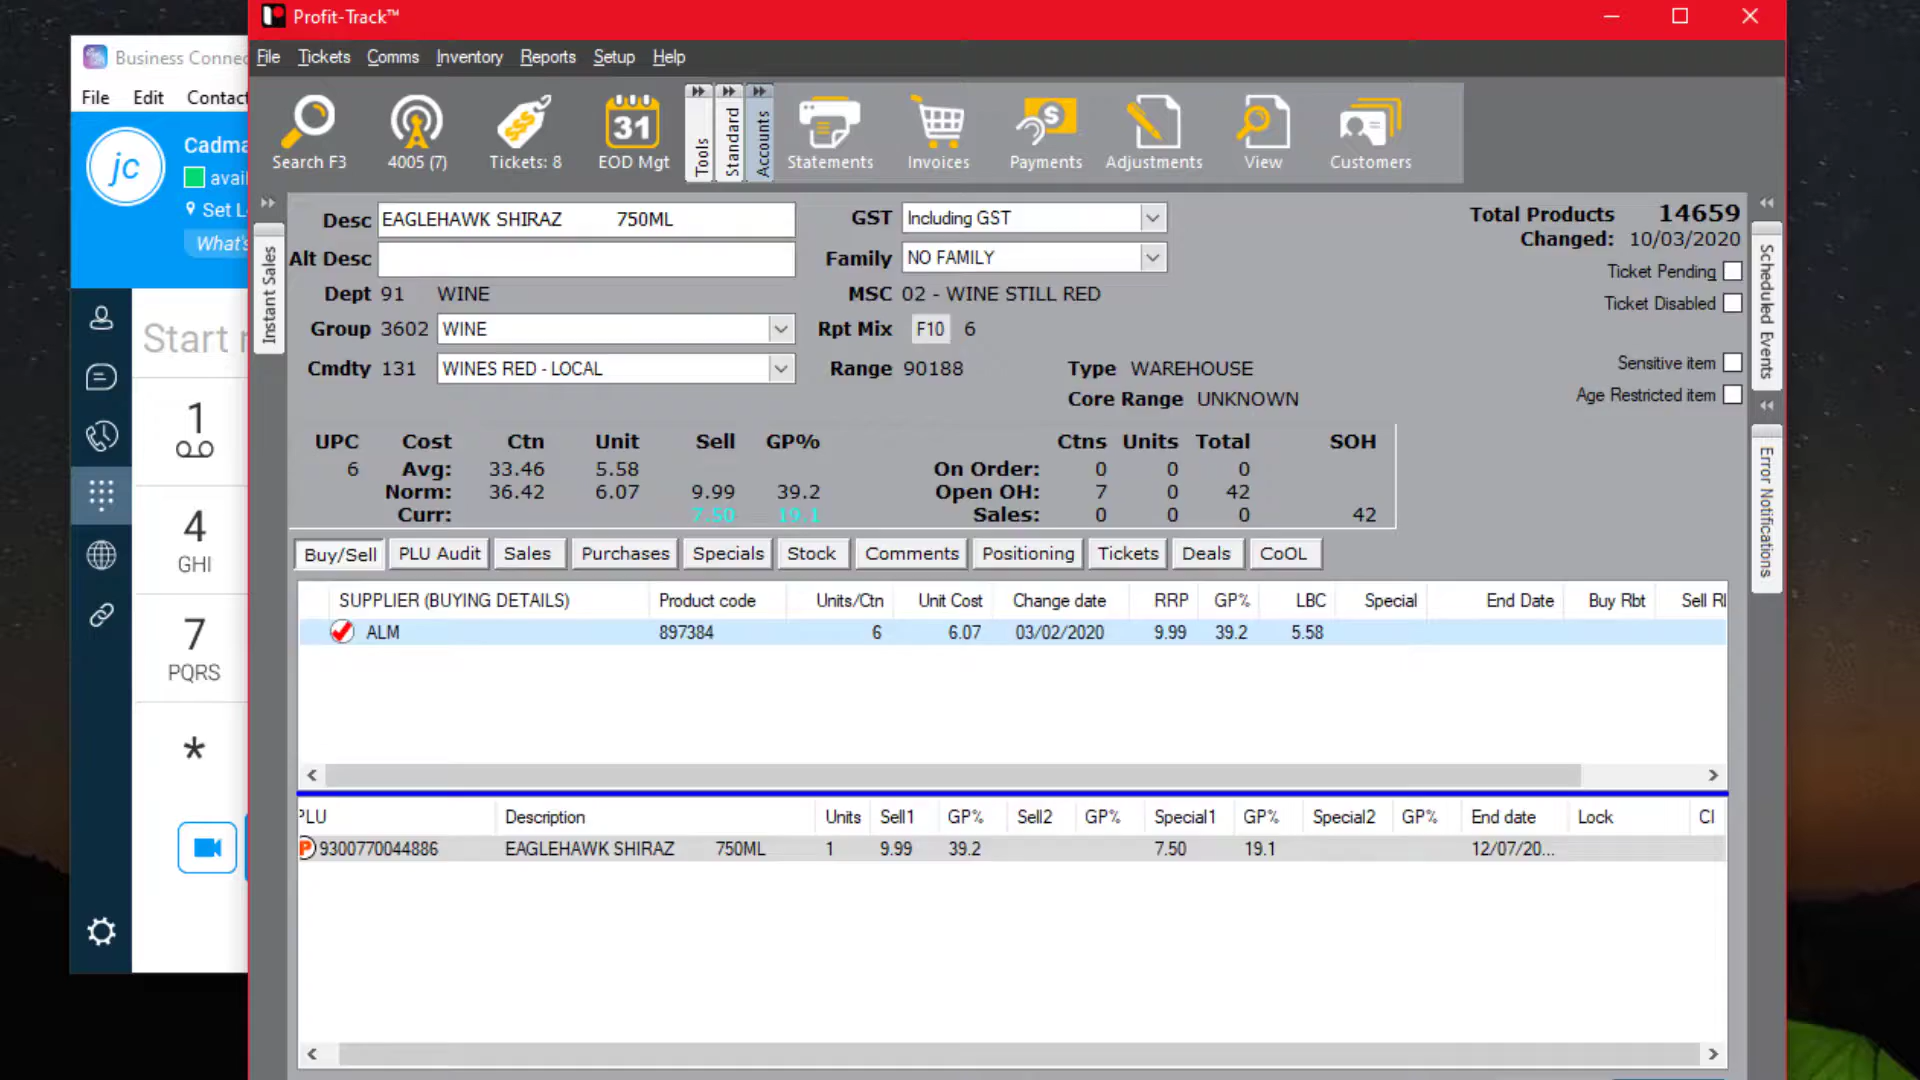 Profit-Track™
Business Connec
File Edit Contact
File Tickets Comms Inventory Reports Setup Help
Search F3 4005 (7) Tickets: 8 EOD Mgt Tools Standard Accounts Statements Invoices Payments Adjustments View Customers
31
jc
Cadma
avail
Set L
What's
Start
1
4
GHI
7
PQRS
*
Instant Sales
Scheduled Events
Error Notifications
Desc EAGLEHAWK SHIRAZ 750ML GST Including GST Total Products 14659
Changed: 10/03/2020
Alt Desc Family NO FAMILY Ticket Pending
Dept 91 WINE MSC 02 - WINE STILL RED Ticket Disabled
Group 3602 WINE Rpt Mix F10 6
Cmdty 131 WINES RED - LOCAL Range 90188 Type WAREHOUSE Sensitive item
Core Range UNKNOWN Age Restricted item
UPC Cost Ctn Unit Sell GP% Ctns Units Total SOH
6 Avg: 33.46 5.58 On Order: 0 0 0
Norm: 36.42 6.07 9.99 39.2 Open OH: 7 0 42
Curr: 7.50 19.1 Sales: 0 0 0 42
Buy/Sell PLU Audit Sales Purchases Specials Stock Comments Positioning Tickets Deals CoOL
SUPPLIER (BUYING DETAILS) Product code Units/Ctn Unit Cost Change date RRP GP% LBC Special End Date Buy Rbt Sell Rl
ALM 897384 6 6.07 03/02/2020 9.99 39.2 5.58
PLU Description Units Sell1 GP% Sell2 GP% Special1 GP% Special2 GP% End date Lock Cl
P 9300770044886 EAGLEHAWK SHIRAZ 750ML 1 9.99 39.2 7.50 19.1 12/07/20...